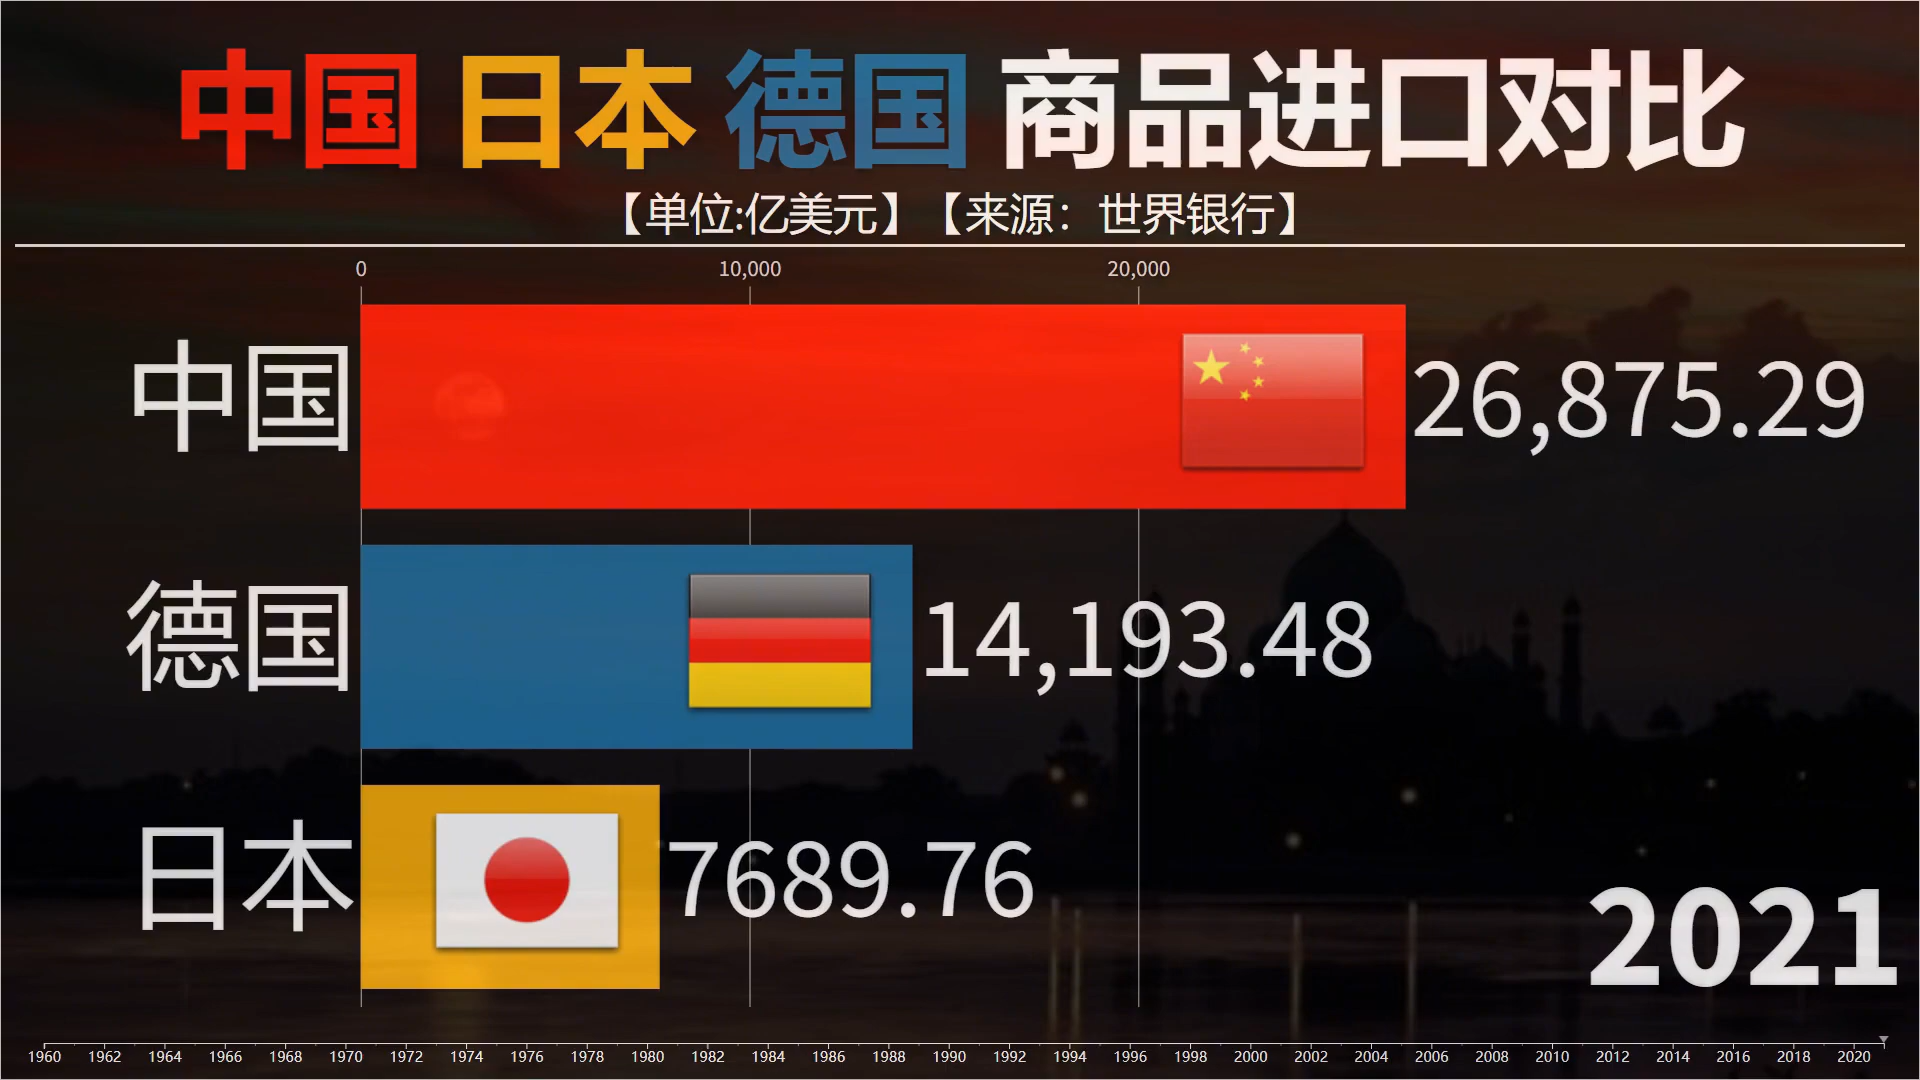 中国 日本 德国 商品进口对比
【单位:亿美元】【来源：世界银行】
0 10,000 20,000
中国 26,875.29
德国 14,193.48
日本 7689.76
2021
1960 1962 1964 1966 1968 1970 1972 1974 1976 1978 1980 1982 1984 1986 1988 1990 1992 1994 1996 1998 2000 2002 2004 2006 2008 2010 2012 2014 2016 2018 2020